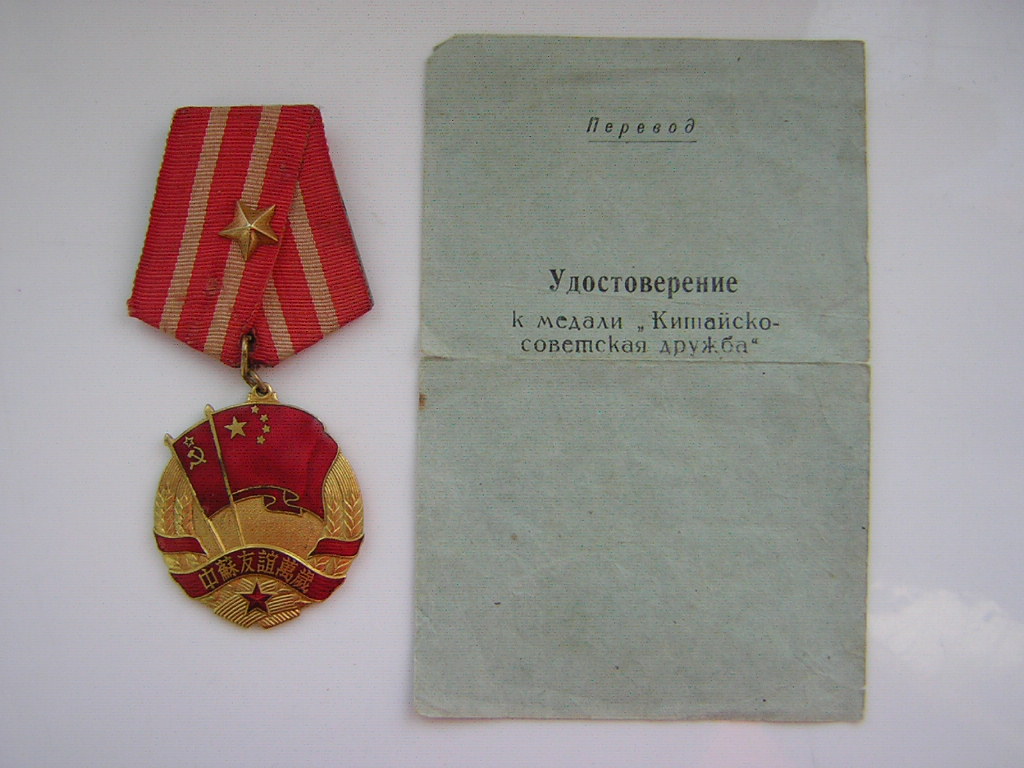 中蘇友誼萬歲
Перевод
Удостоверение
к медали „Китайско-
советская дружба“